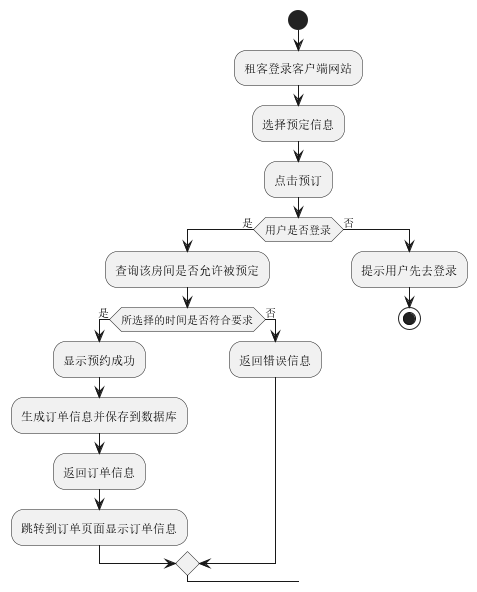 租客登录客户端网站
选择预定信息
点击预订
是
用户是否登录
否
查询该房间是否允许被预定
提示用户先去登录
是
所选择的时间是否符合要求
否
显示预约成功
返回错误信息
生成订单信息并保存到数据库
返回订单信息
跳转到订单页面显示订单信息